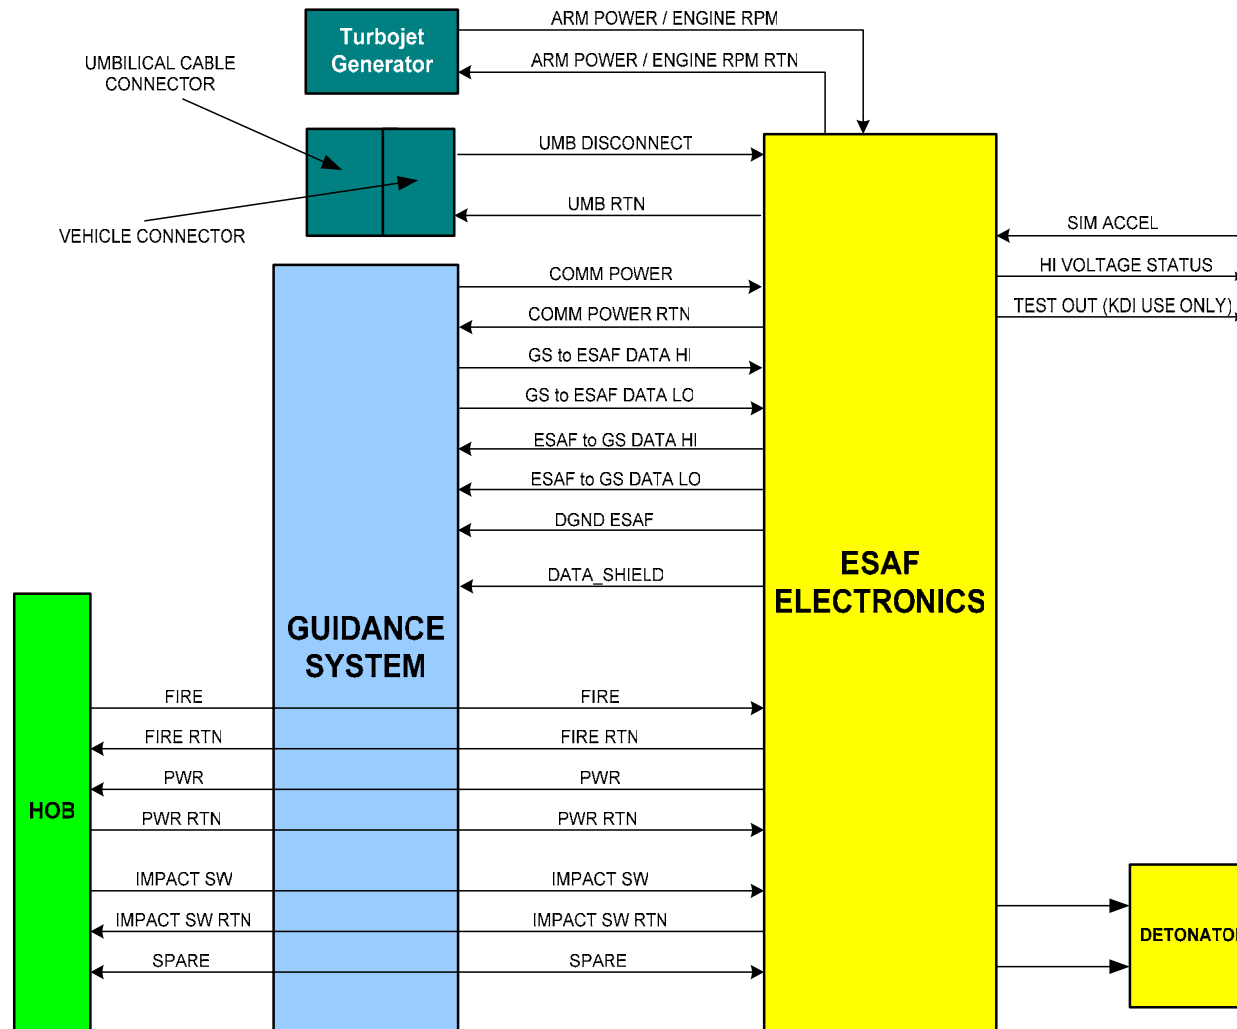 ARM POWER / ENGINE RPM
Turbojet
Generator
ARM POWER / ENGINE RPM RTN
UMBILICAL CABLE
CONNECTOR
UMB DISCONNECT
UMB RTN
VEHICLE CONNECTOR
SIM ACCEL
HI VOLTAGE STATUS
TEST OUT (KDI USE ONLY)
COMM POWER
COMM POWER RTN
GS to ESAF DATA HI
GS to ESAF DATA LO
ESAF to GS DATA HI
ESAF to GS DATA LO
DGND ESAF
DATA_SHIELD
ESAF
ELECTRONICS
GUIDANCE
SYSTEM
FIRE
FIRE
FIRE RTN
FIRE RTN
PWR
PWR
HOB
PWR RTN
PWR RTN
IMPACT SW
IMPACT SW
IMPACT SW RTN
IMPACT SW RTN
SPARE
SPARE
DETONATO